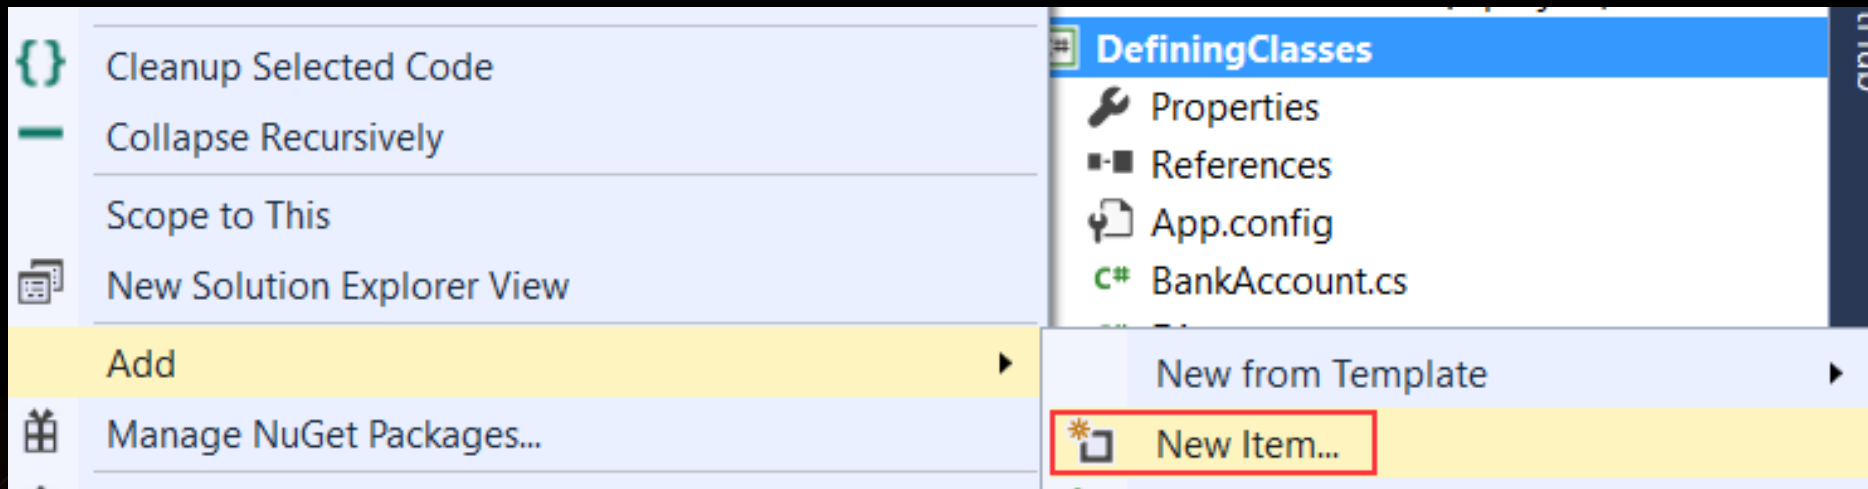 Cleanup Selected Code
Collapse Recursively
Scope to This
New Solution Explorer View
Add
Manage NuGet Packages...
DefiningClasses
Properties
References
App.config
C# BankAccount.cs
New from Template
New Item...